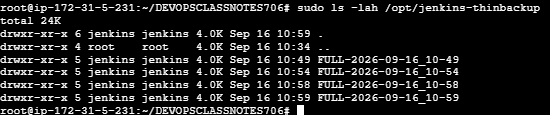 root@ip-172-31-5-231:~/DEVOPSCLASSNOTES706# sudo ls -lah /opt/jenkins-thinbackup
total 24K
drwxr-xr-x 6 jenkins jenkins 4.0K Sep 16 10:59 .
drwxr-xr-x 4 root    root    4.0K Sep 16 10:34 ..
drwxr-xr-x 5 jenkins jenkins 4.0K Sep 16 10:49 FULL-2026-09-16_10-49
drwxr-xr-x 5 jenkins jenkins 4.0K Sep 16 10:54 FULL-2026-09-16_10-54
drwxr-xr-x 5 jenkins jenkins 4.0K Sep 16 10:58 FULL-2026-09-16_10-58
drwxr-xr-x 5 jenkins jenkins 4.0K Sep 16 10:59 FULL-2026-09-16_10-59
root@ip-172-31-5-231:~/DEVOPSCLASSNOTES706#